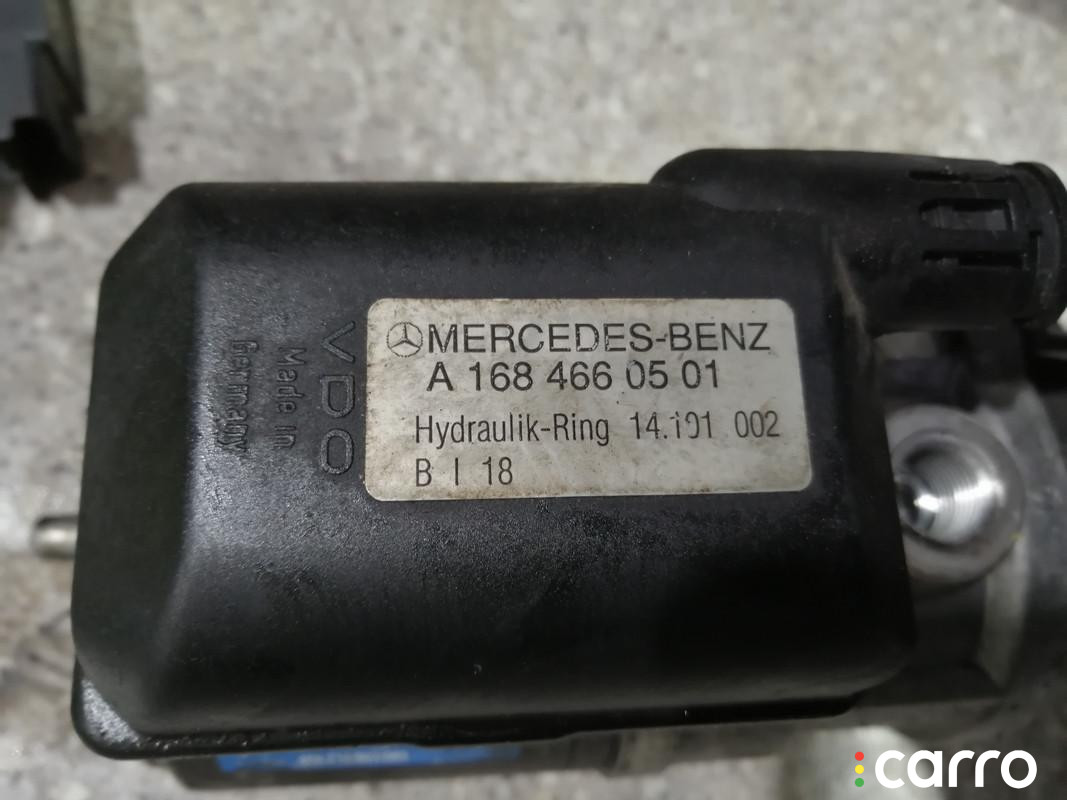 MERCEDES-BENZ
A 168 466 05 01
Hydraulik-Ring 14.101 002
B I 18
VDO
Made in
Germany
carro